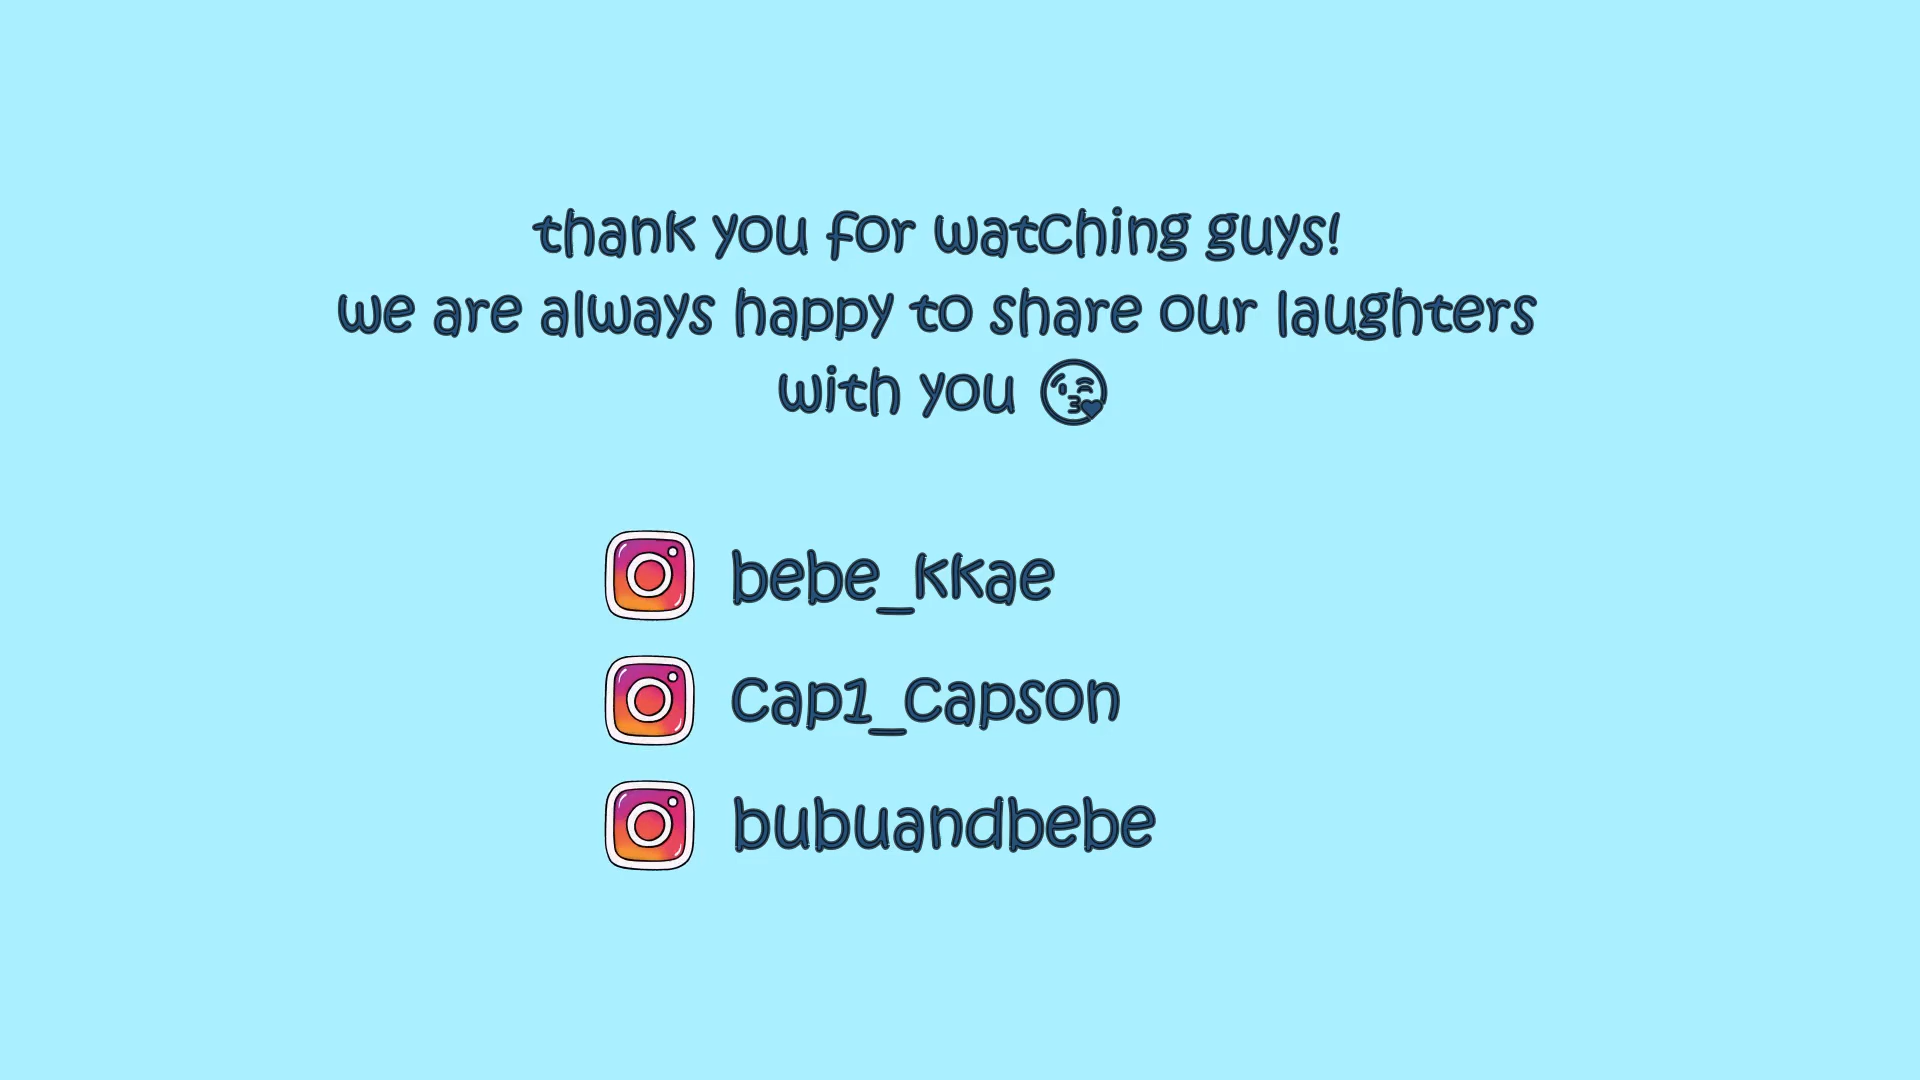 thank you for watching guys!
we are always happy to share our laughters
with you 😘
bebe_kkae
cap1_capson
bubuandbebe